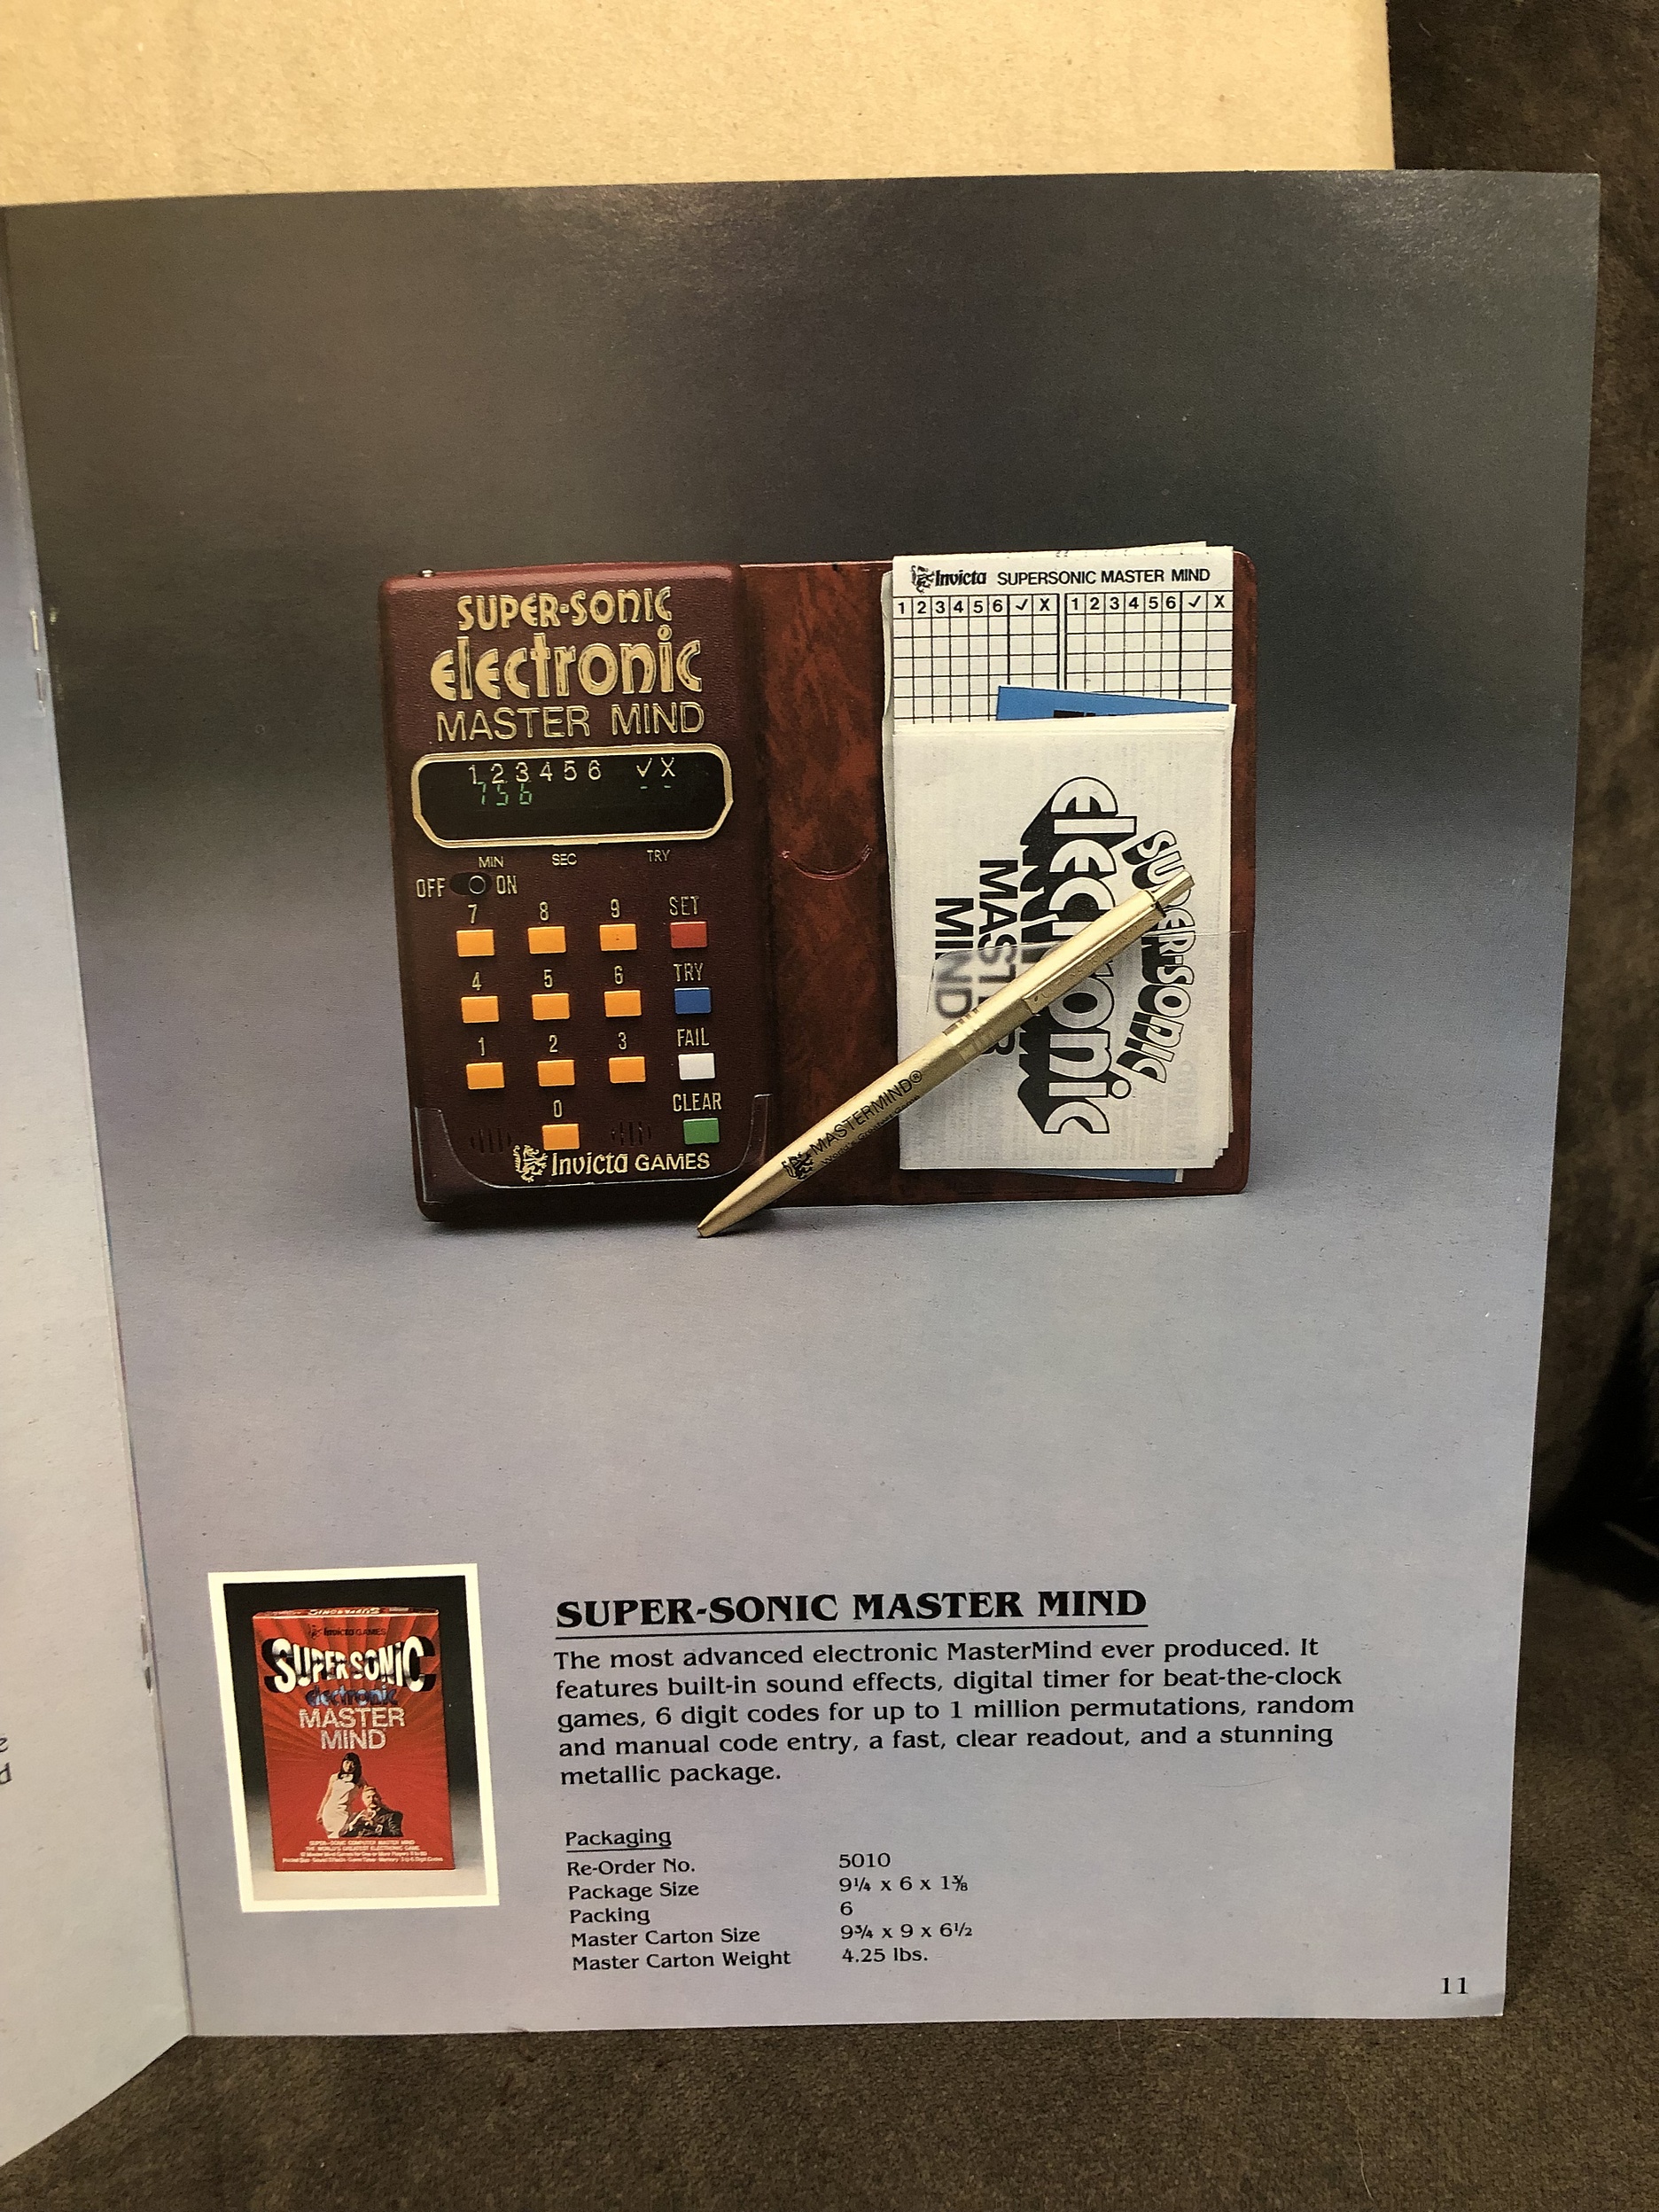 SUPER-SONIC
electronic
MASTER MIND
1 2 3 4 5 6 ✓ X
7 5 6 - -
MIN SEC TRY
OFF ON
7 8 9 SET
4 5 6 TRY
1 2 3 FAIL
0 CLEAR
Invicta GAMES
Invicta SUPERSONIC MASTER MIND
1 2 3 4 5 6 ✓ X 1 2 3 4 5 6 ✓ X
SUPER-SONIC
electronic
MASTER
MIND
MASTERMIND®
Invicta GAMES
SUPER SONIC
electronic
MASTER
MIND
SUPER-SONIC MASTER MIND
The most advanced electronic MasterMind ever produced. It
features built-in sound effects, digital timer for beat-the-clock
games, 6 digit codes for up to 1 million permutations, random
and manual code entry, a fast, clear readout, and a stunning
metallic package.
Packaging
Re-Order No. 5010
Package Size 9¼ x 6 x 1⅜
Packing 6
Master Carton Size 9¾ x 9 x 6½
Master Carton Weight 4.25 lbs.
11